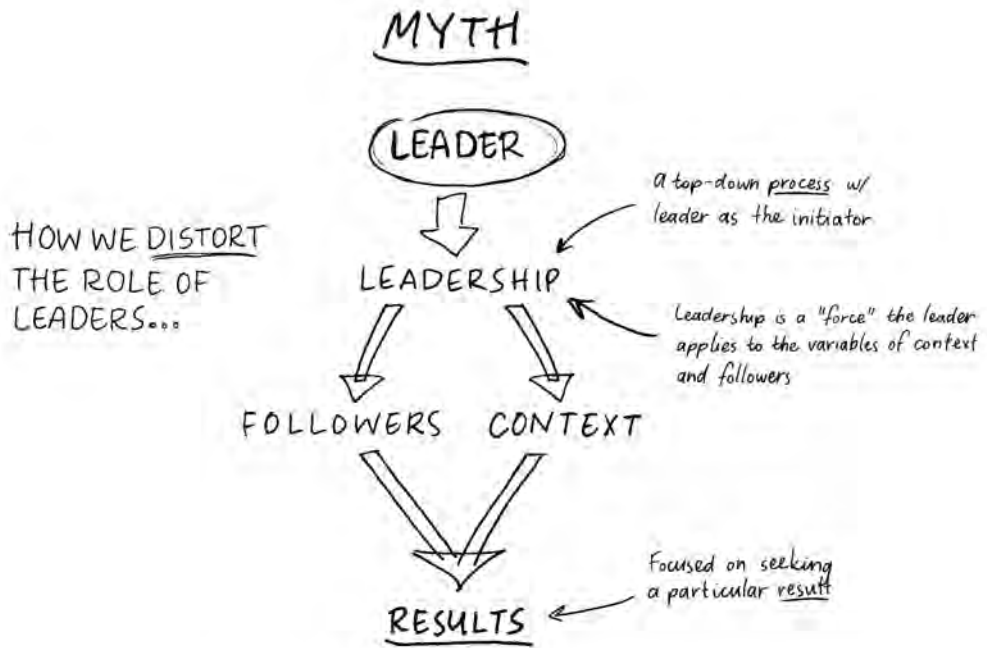 MYTH
LEADER
A top-down process w/
leader as the initiator
HOW WE DISTORT
THE ROLE OF
LEADERS...
LEADERSHIP
Leadership is a "force" the leader
applies to the variables of context
and followers
FOLLOWERS CONTEXT
Focused on seeking
a particular result
RESULTS